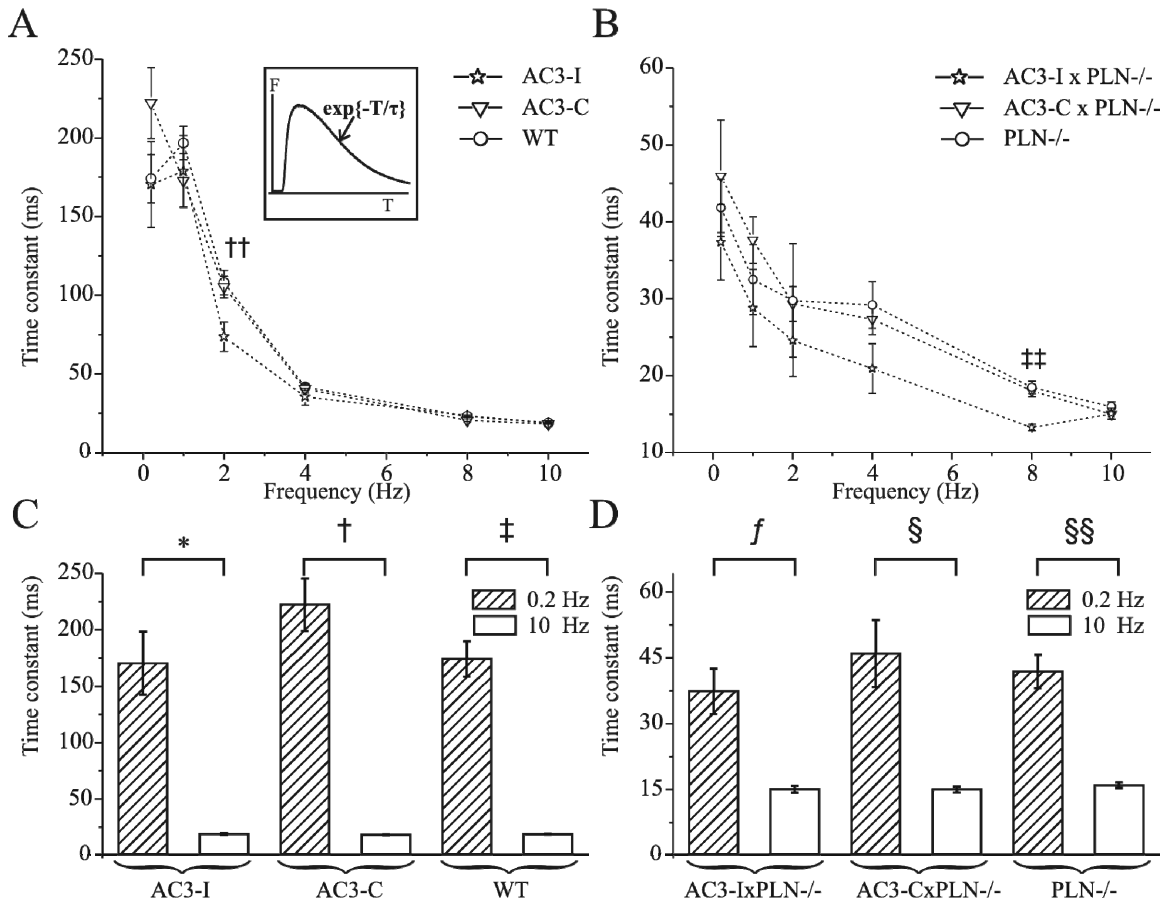 A
Time constant (ms)
250
200
150
100
50
0
0
2
4
6
8
10
Frequency (Hz)
††
F
exp{-T/τ}
T
AC3-I
AC3-C
WT
B
Time constant (ms)
60
50
40
30
20
10
0
2
4
6
8
10
Frequency (Hz)
‡‡
AC3-I x PLN-/-
AC3-C x PLN-/-
PLN-/-
C
Time constant (ms)
250
200
150
100
50
0
*
†
‡
0.2 Hz
10 Hz
AC3-I
AC3-C
WT
D
Time constant (ms)
60
45
30
15
0
ƒ
§
§§
0.2 Hz
10 Hz
AC3-IxPLN-/-
AC3-CxPLN-/-
PLN-/-